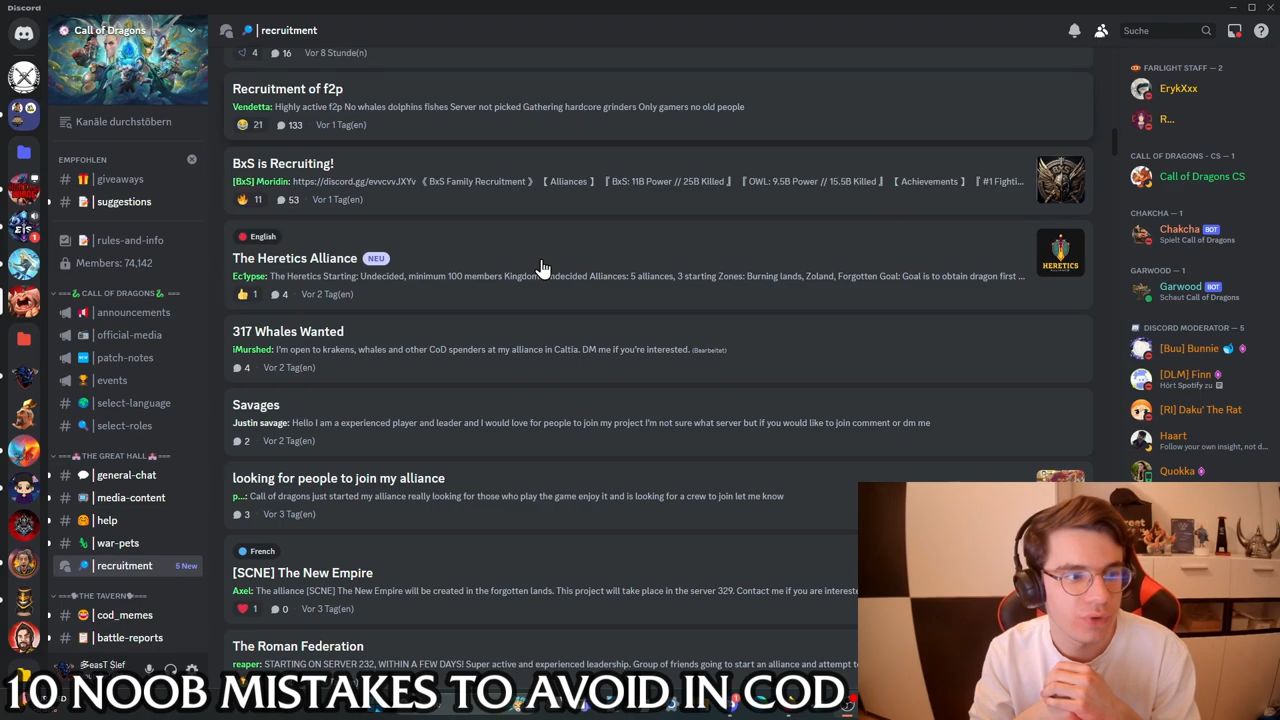 Discord
Call of Dragons
Kanäle durchstöbern
EMPFOHLEN
giveaways
suggestions
rules-and-info
Members: 74,142
===CALL OF DRAGONS ===
announcements
official-media
patch-notes
events
select-language
select-roles
===THE GREAT HALL===
general-chat
media-content
help
war-pets
recruitment 5 New
===THE TAVERN===
cod_memes
battle-reports
recruitment
Suche
4 16 Vor 8 Stunde(n)
Recruitment of f2p
Vendetta: Highly active f2p No whales dolphins fishes Server not picked Gathering hardcore grinders Only gamers no old people
21 133 Vor 1 Tag(en)
BxS is Recruiting!
[BxS] Moridin: https://discord.gg/evvcvvJXYv 《 BxS Family Recruitment 》 【 Alliances 】 『 BxS: 11B Power // 25B Killed 』 『 OWL: 9.5B Power // 15.5B Killed 』 【 Achievements 】 『 #1 Fighti...
11 53 Vor 1 Tag(en)
English
The Heretics Alliance NEU
Ec1ypse: The Heretics Starting: Undecided, minimum 100 members Kingdom ecided Alliances: 5 alliances, 3 starting Zones: Burning lands, Zoland, Forgotten Goal: Goal is to obtain dragon first ...
HERETICS
1 4 Vor 2 Tag(en)
317 Whales Wanted
iMurshed: I'm open to krakens, whales and other CoD spenders at my alliance in Caltia. DM me if you're interested. (Bearbeitet)
4 Vor 2 Tag(en)
Savages
Justin savage: Hello I am a experienced player and leader and I would love for people to join my project I'm not sure what server but if you would like to join comment or dm me
2 Vor 2 Tag(en)
looking for people to join my alliance
p...: Call of dragons just started my alliance really looking for those who play the game enjoy it and is looking for a crew to join let me know
3 Vor 3 Tag(en)
French
[SCNE] The New Empire
Axel: The alliance [SCNE] The New Empire will be created in the forgotten lands. This project will take place in the server 329. Contact me if you are interest
1 0 Vor 3 Tag(en)
The Roman Federation
reaper: STARTING ON SERVER 232, WITHIN A FEW DAYS! Super active and experienced leadership. Group of friends going to start an alliance and attempt to
FARLIGHT STAFF — 2
ErykXxx
R...
CALL OF DRAGONS - CS — 1
Call of Dragons CS
CHAKCHA — 1
Chakcha BOT
Spielt Call of Dragons
GARWOOD — 1
Garwood BOT
Schaut Call of Dragons
DISCORD MODERATOR — 5
[Buu] Bunnie
[DLM] Finn
Hört Spotify zu
[RI] Daku' The Rat
Haart
Follow your own insight, not d...
Quokka
10 NOOB MISTAKES TO AVOID IN COD